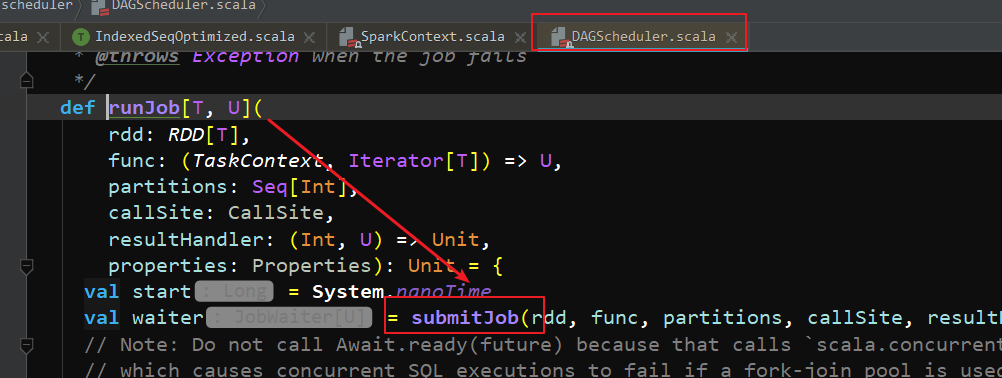 scheduler 〉 DAGScheduler.scala 〉
cala IndexedSeqOptimized.scala SparkContext.scala DAGScheduler.scala
* @throws Exception when the job fails
*/
def runJob[T, U](
rdd: RDD[T],
func: (TaskContext, Iterator[T]) => U,
partitions: Seq[Int],
callSite: CallSite,
resultHandler: (Int, U) => Unit,
properties: Properties): Unit = {
val start : Long = System.nanoTime
val waiter : JobWaiter[U] = submitJob(rdd, func, partitions, callSite, resultH
// Note: Do not call Await.ready(future) because that calls `scala.concurrent
// which causes concurrent SQL executions to fail if a fork-join pool is used